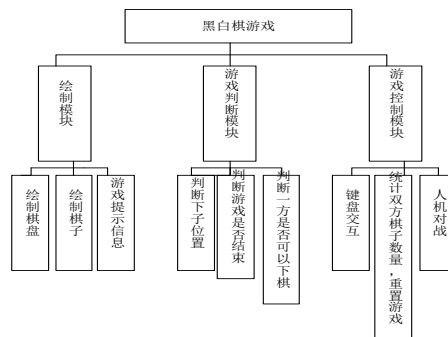 黑白棋游戏
绘制模块
游戏判断模块
游戏控制模块
绘制棋盘
绘制棋子
游戏提示信息
判断下子位置
判断游戏是否结束
判断一方是否可以下棋
键盘交互
统计双方棋子数量,重置游戏
人机对战